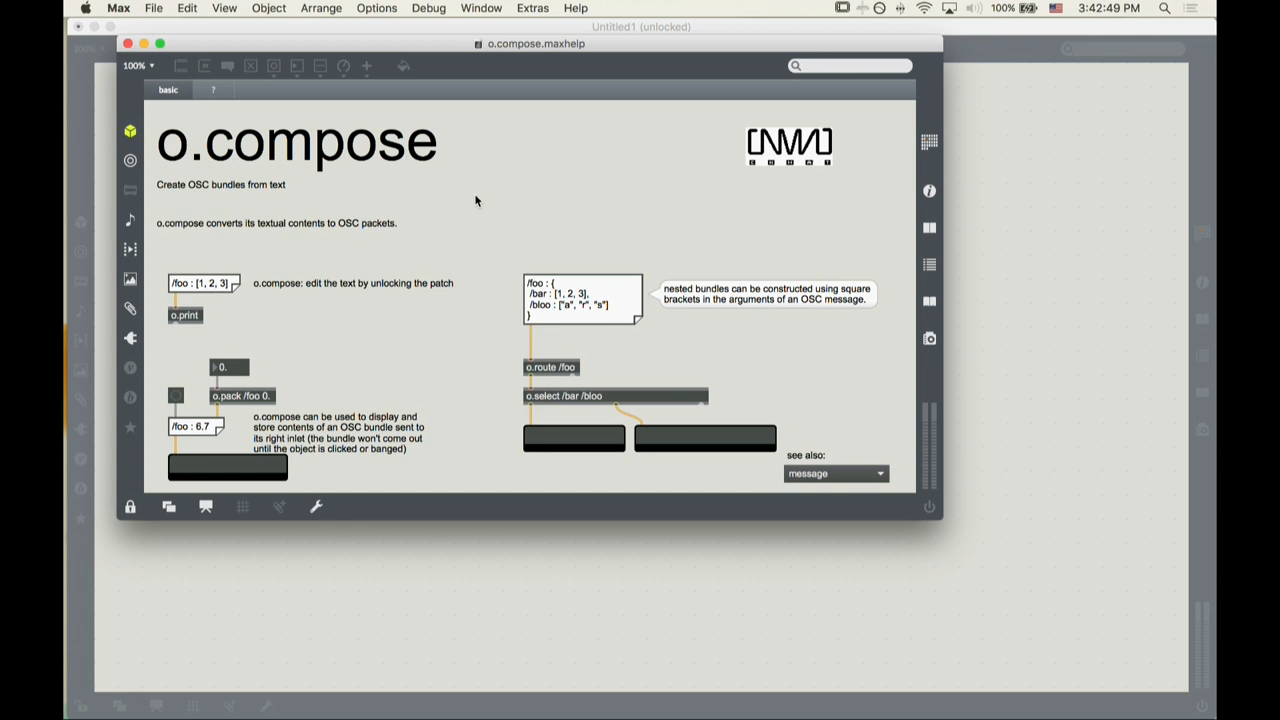 Max File Edit View Object Arrange Options Debug Window Extras Help 100% 3:42:49 PM
Untitled1 (unlocked)
200%
o.compose.maxhelp
100%
basic ?
o.compose
CNMAT
Create OSC bundles from text
o.compose converts its textual contents to OSC packets.
/foo : [1, 2, 3]
o.compose: edit the text by unlocking the patch
o.print
/foo : {
/bar : [1, 2, 3],
/bloo : ["a", "r", "s"]
}
nested bundles can be constructed using square
brackets in the arguments of an OSC message.
0.
o.pack /foo 0.
/foo : 6.7
o.compose can be used to display and
store contents of an OSC bundle sent to
its right inlet (the bundle won't come out
until the object is clicked or banged)
o.route /foo
o.select /bar /bloo
see also:
message